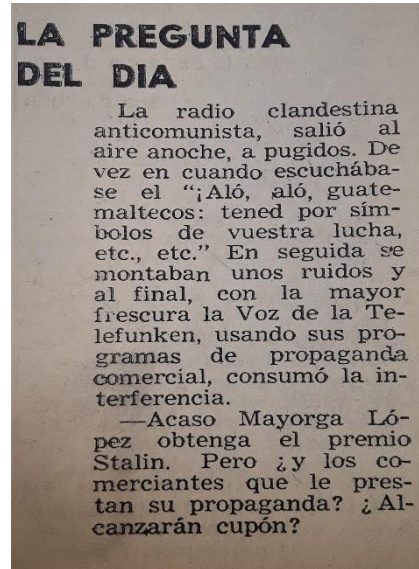 LA PREGUNTA
DEL DIA
La radio clandestina
anticomunista, salió al
aire anoche, a pugidos. De
vez en cuando escuchába-
se el “¡Aló, aló, guate-
maltecos: tened por sím-
bolos de vuestra lucha,
etc., etc.” En seguida se
montaban unos ruidos y
al final, con la mayor
frescura la Voz de la Te-
lefunken, usando sus pro-
gramas de propaganda
comercial, consumó la in-
terferencia.
—Acaso Mayorga Ló-
pez obtenga el premio
Stalin. Pero ¿y los co-
merciantes que le pres-
tan su propaganda? ¿Al-
canzarán cupón?